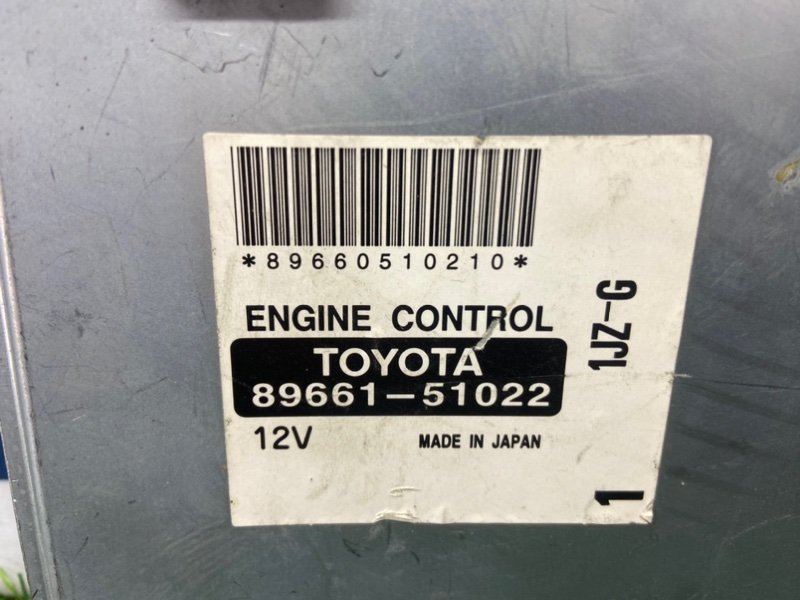 *89660510210*
ENGINE CONTROL
TOYOTA
89661-51022
12V MADE IN JAPAN
1JZ-G
1